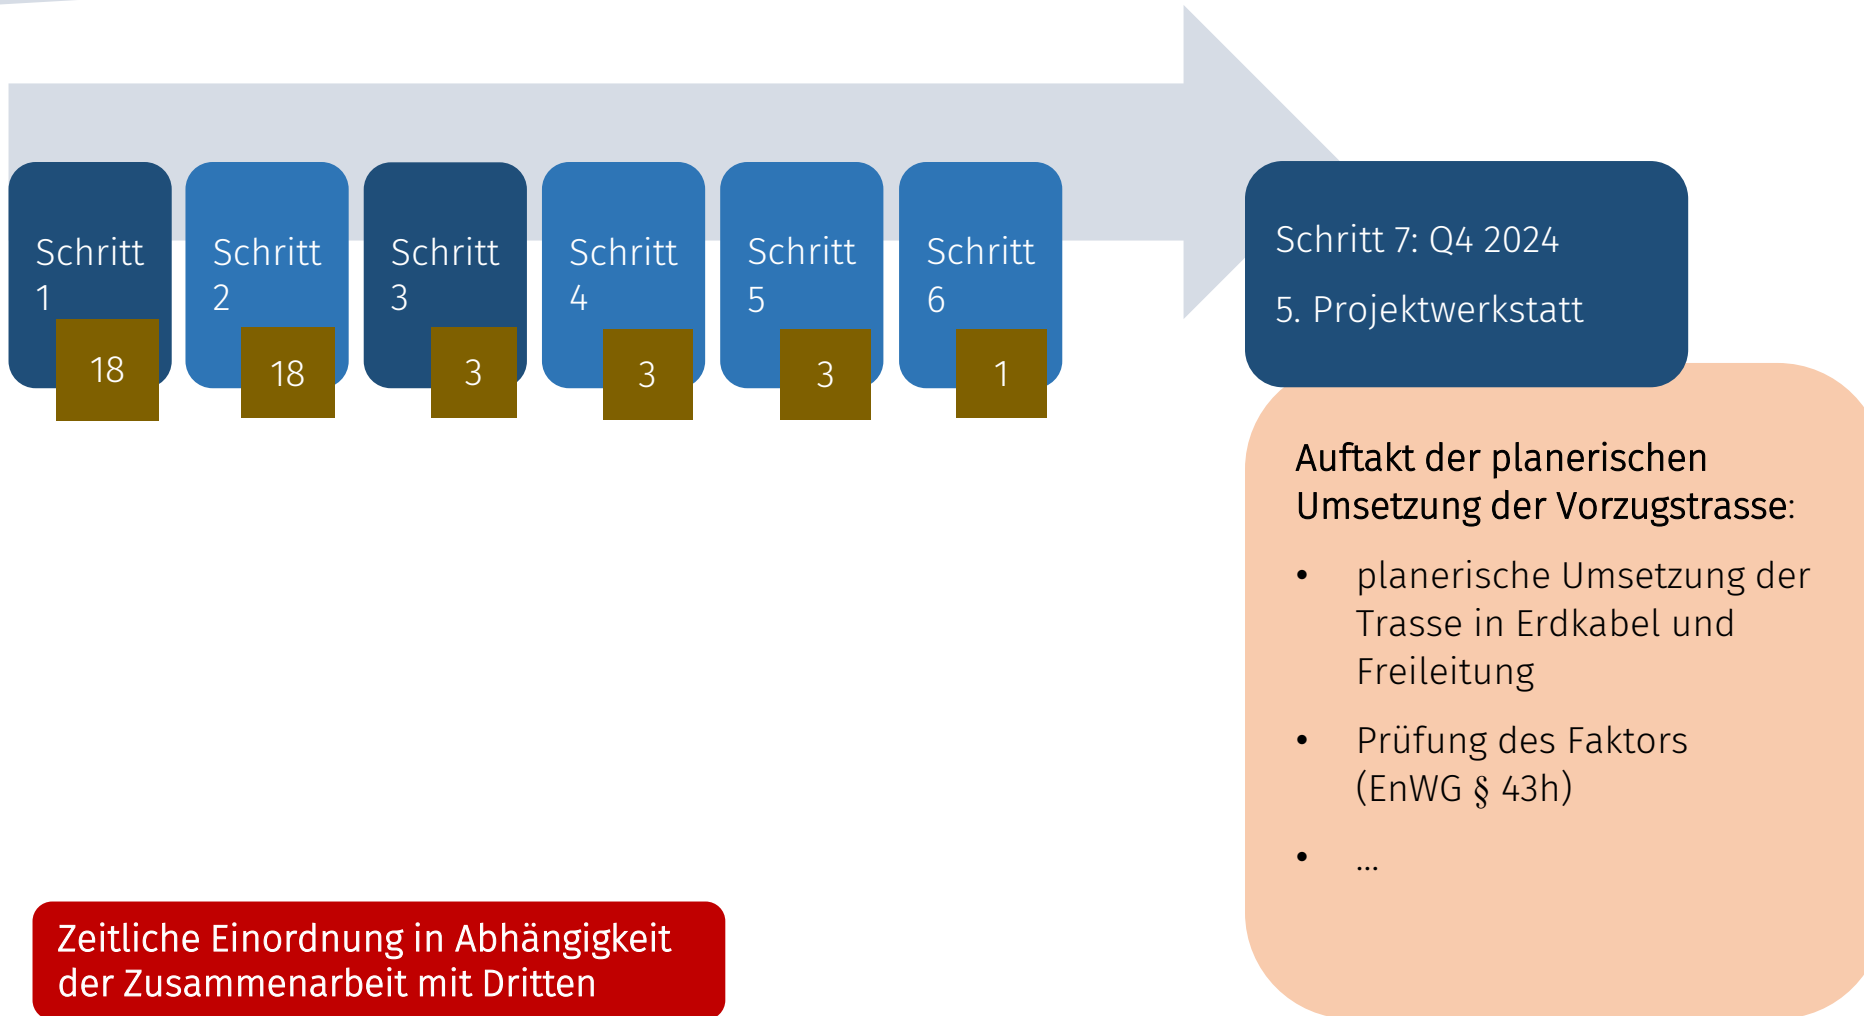 Schritt
1
18
Schritt
2
18
Schritt
3
3
Schritt
4
3
Schritt
5
3
Schritt
6
1
Schritt 7: Q4 2024
5. Projektwerkstatt
Auftakt der planerischen
Umsetzung der Vorzugstrasse:
• planerische Umsetzung der
Trasse in Erdkabel und
Freileitung
• Prüfung des Faktors
(EnWG § 43h)
• ...
Zeitliche Einordnung in Abhängigkeit
der Zusammenarbeit mit Dritten